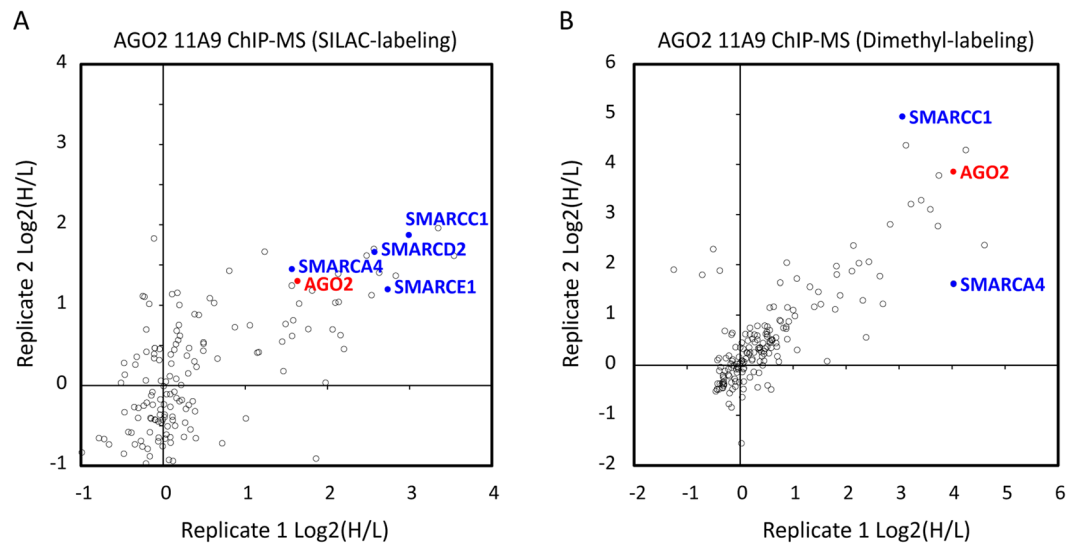 A
AGO2 11A9 ChIP-MS (SILAC-labeling)
4
3
2
1
0
-1
-1
0
1
2
3
4
Replicate 2 Log2(H/L)
Replicate 1 Log2(H/L)
SMARCC1
SMARCD2
SMARCA4
AGO2
SMARCE1
B
AGO2 11A9 ChIP-MS (Dimethyl-labeling)
6
5
4
3
2
1
0
-1
-2
-2
-1
0
1
2
3
4
5
6
Replicate 2 Log2(H/L)
Replicate 1 Log2(H/L)
SMARCC1
AGO2
SMARCA4